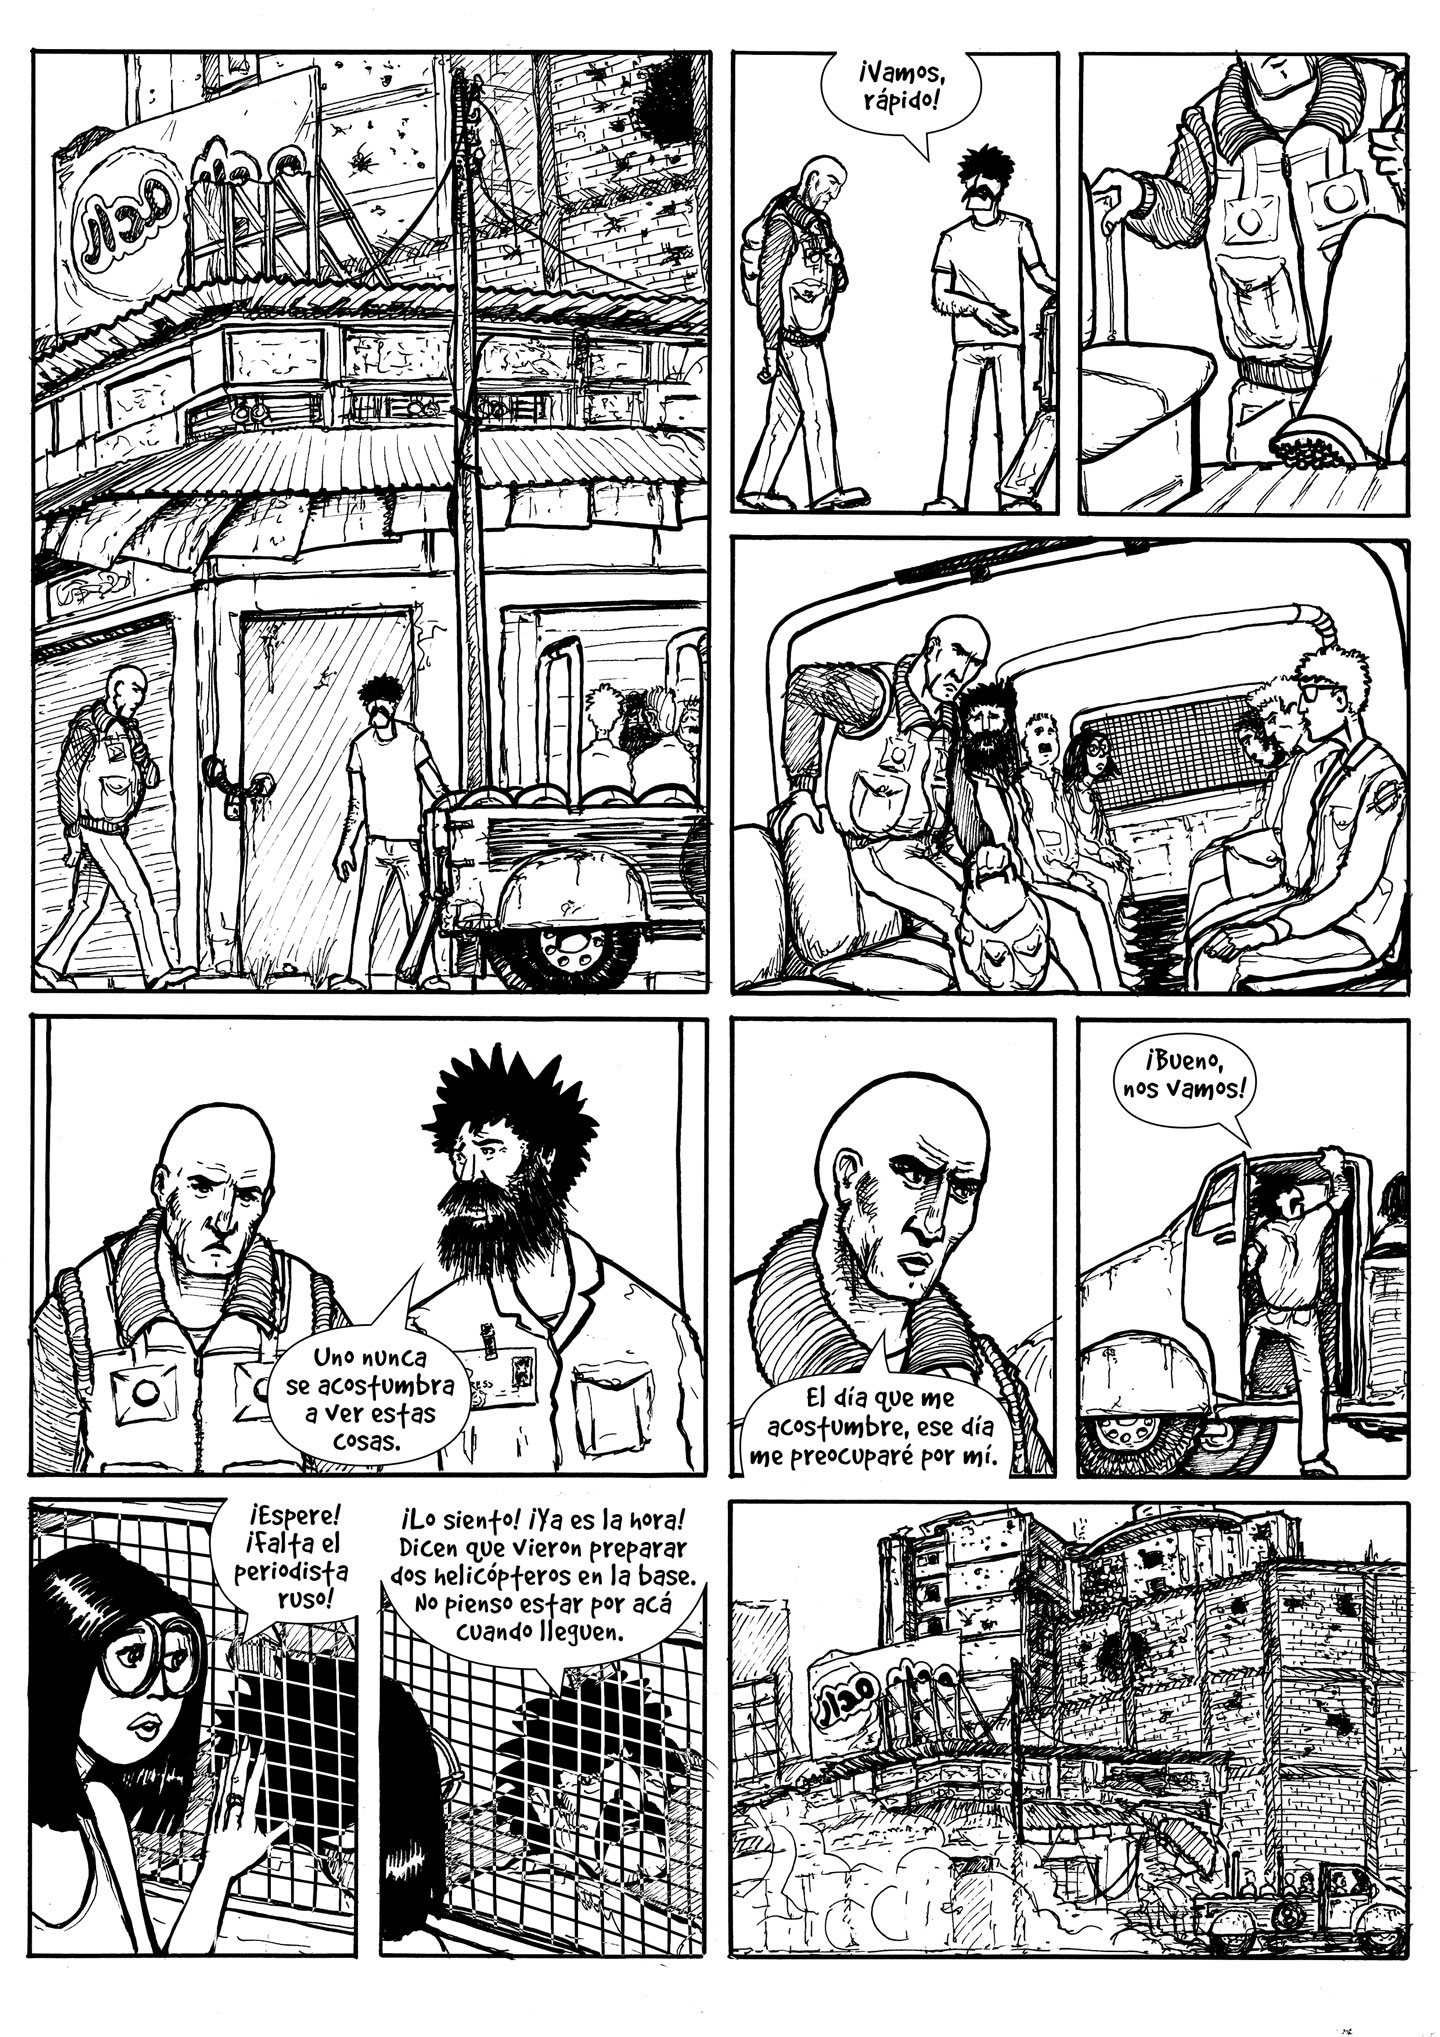 ¡Vamos,
rápido!
Uno nunca
se acostumbra
a ver estas
cosas.
El día que me
acostumbre, ese día
me preocuparé por mí.
¡Bueno,
nos vamos!
¡Espere!
¡Falta el
periodista
ruso!
¡Lo siento! ¡Ya es la hora!
Dicen que vieron preparar
dos helicópteros en la base.
No pienso estar por acá
cuando lleguen.